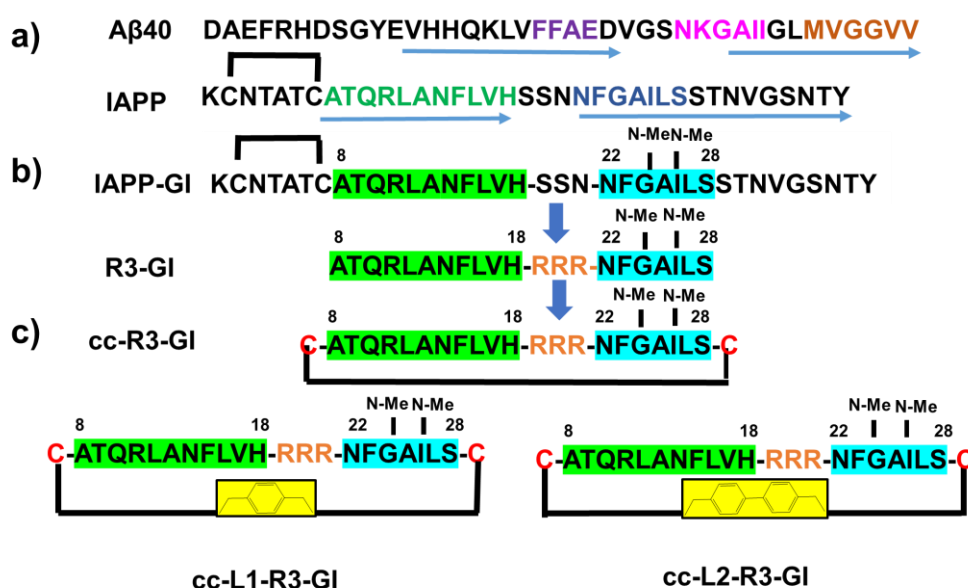 a) Aβ40 DAEFRHDSGYEVHHQKLVFFAEDVGSNKGAIIGLMVGGVV
IAPP KCNTATCATQRLANFLVHSSNNFGAILSSTNVGSNTY
N-Me N-Me
8 22 28
b) IAPP-GI KCNTATCATQRLANFLVH-SSN-NFGAILSSTNVGSNTY
N-Me N-Me
8 18 22 28
R3-GI ATQRLANFLVH-RRR-NFGAILS
N-Me N-Me
8 18 22 28
c) cc-R3-GI C-ATQRLANFLVH-RRR-NFGAILS-C
N-Me N-Me N-Me N-Me
8 18 22 28 8 18 22 28
C-ATQRLANFLVH-RRR-NFGAILS-C C-ATQRLANFLVH-RRR-NFGAILS-C
cc-L1-R3-GI cc-L2-R3-GI